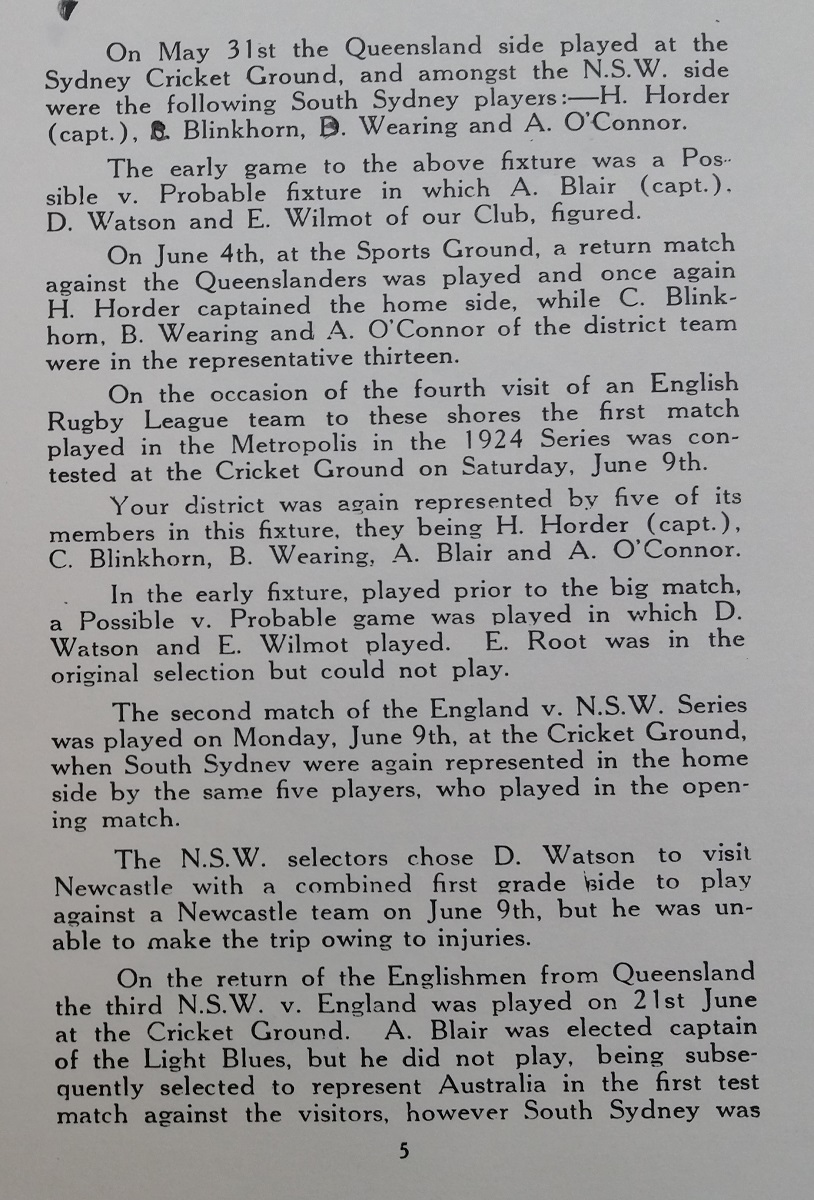 On May 31st the Queensland side played at the
Sydney Cricket Ground, and amongst the N.S.W. side
were the following South Sydney players:—H. Horder
(capt.), C. Blinkhorn, B. Wearing and A. O'Connor.
The early game to the above fixture was a Pos-
sible v. Probable fixture in which A. Blair (capt.).
D. Watson and E. Wilmot of our Club, figured.
On June 4th, at the Sports Ground, a return match
against the Queenslanders was played and once again
H. Horder captained the home side, while C. Blink-
horn, B. Wearing and A. O'Connor of the district team
were in the representative thirteen.
On the occasion of the fourth visit of an English
Rugby League team to these shores the first match
played in the Metropolis in the 1924 Series was con-
tested at the Cricket Ground on Saturday, June 9th.
Your district was again represented by five of its
members in this fixture, they being H. Horder (capt.),
C. Blinkhorn, B. Wearing, A. Blair and A. O'Connor.
In the early fixture, played prior to the big match,
a Possible v. Probable game was played in which D.
Watson and E. Wilmot played. E. Root was in the
original selection but could not play.
The second match of the England v. N.S.W. Series
was played on Monday, June 9th, at the Cricket Ground,
when South Sydney were again represented in the home
side by the same five players, who played in the open-
ing match.
The N.S.W. selectors chose D. Watson to visit
Newcastle with a combined first grade side to play
against a Newcastle team on June 9th, but he was un-
able to make the trip owing to injuries.
On the return of the Englishmen from Queensland
the third N.S.W. v. England was played on 21st June
at the Cricket Ground. A. Blair was elected captain
of the Light Blues, but he did not play, being subse-
quently selected to represent Australia in the first test
match against the visitors, however South Sydney was
5